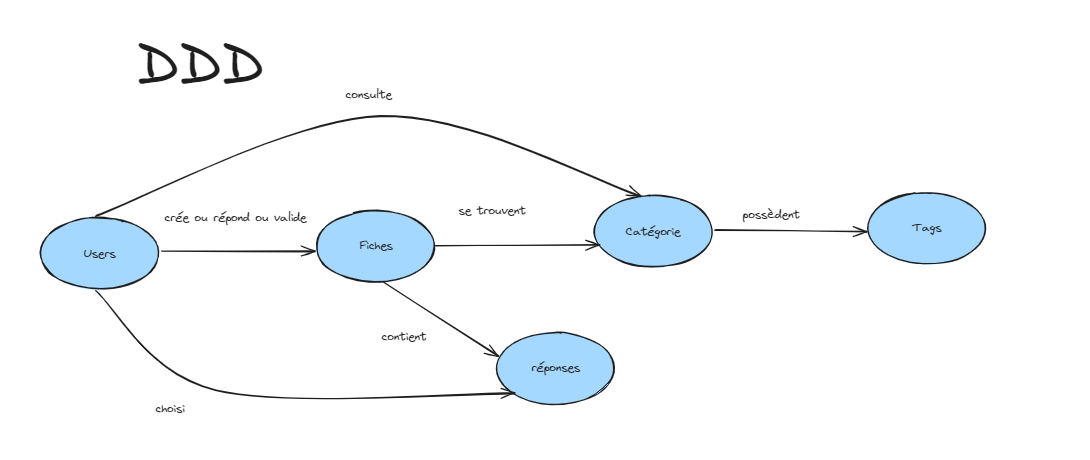 DDD
consulte
crée ou répond ou valide
se trouvent
possèdent
Users
Fiches
Catégorie
Tags
contient
réponses
choisi